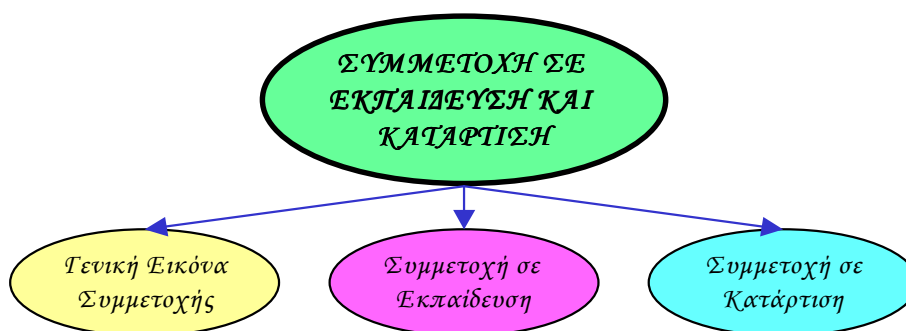 ΣΥΜΜΕΤΟΧΗ ΣΕ
ΕΚΠΑΙΔΕΥΣΗ ΚΑΙ
ΚΑΤΑΡΤΙΣΗ
Γενική Εικόνα
Συμμετοχής
Συμμετοχή σε
Εκπαίδευση
Συμμετοχή σε
Κατάρτιση